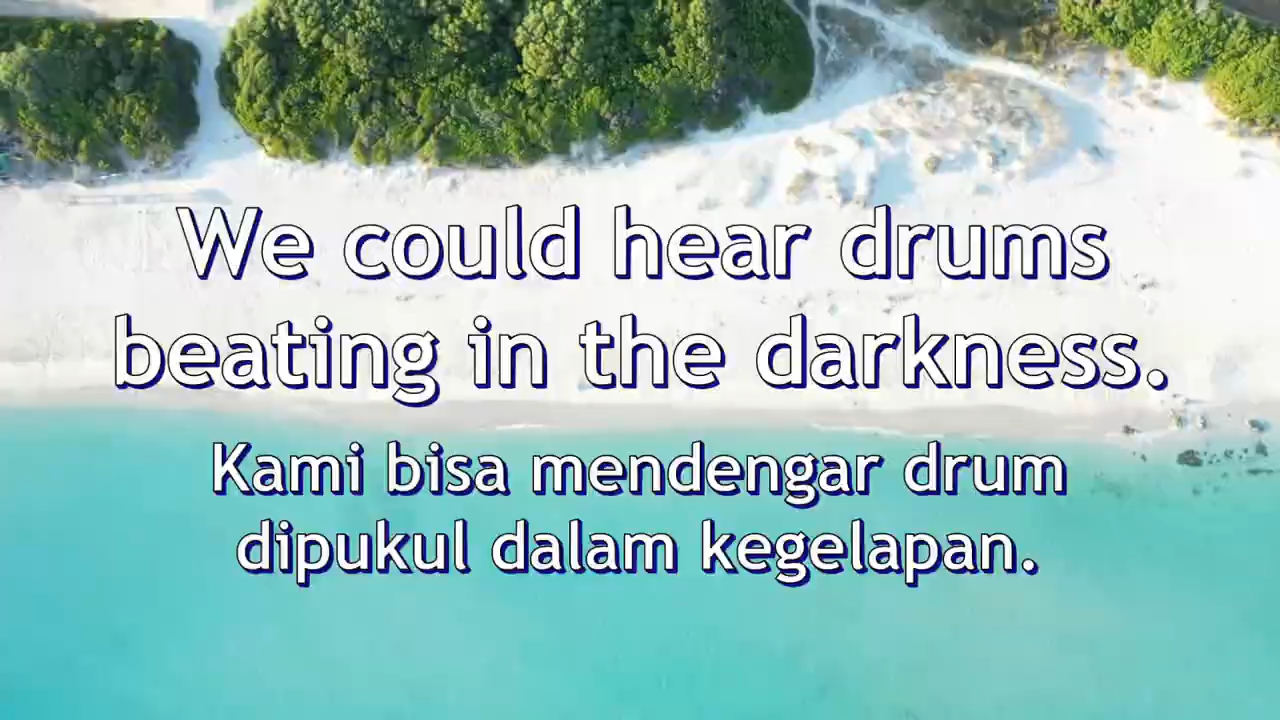 We could hear drums
beating in the darkness.
Kami bisa mendengar drum
dipukul dalam kegelapan.